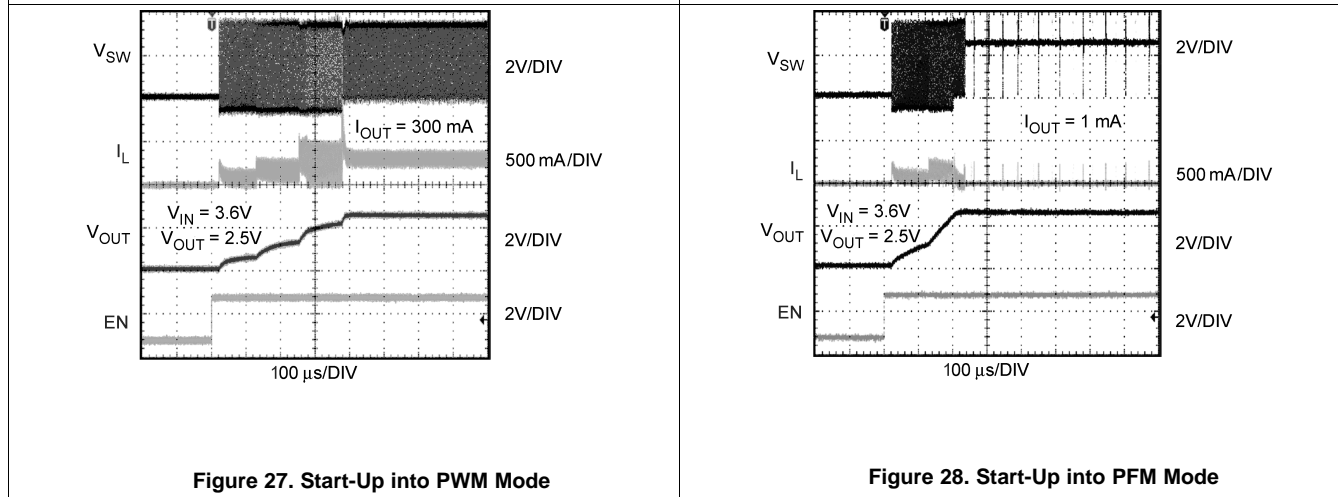 T
V_SW
2V/DIV
I_OUT = 300 mA
I_L
500 mA/DIV
V_IN = 3.6V
V_OUT
V_OUT = 2.5V
2V/DIV
EN
2V/DIV
100 µs/DIV
Figure 27. Start-Up into PWM Mode
T
V_SW
2V/DIV
I_OUT = 1 mA
I_L
500 mA/DIV
V_IN = 3.6V
V_OUT
V_OUT = 2.5V
2V/DIV
EN
2V/DIV
100 µs/DIV
Figure 28. Start-Up into PFM Mode